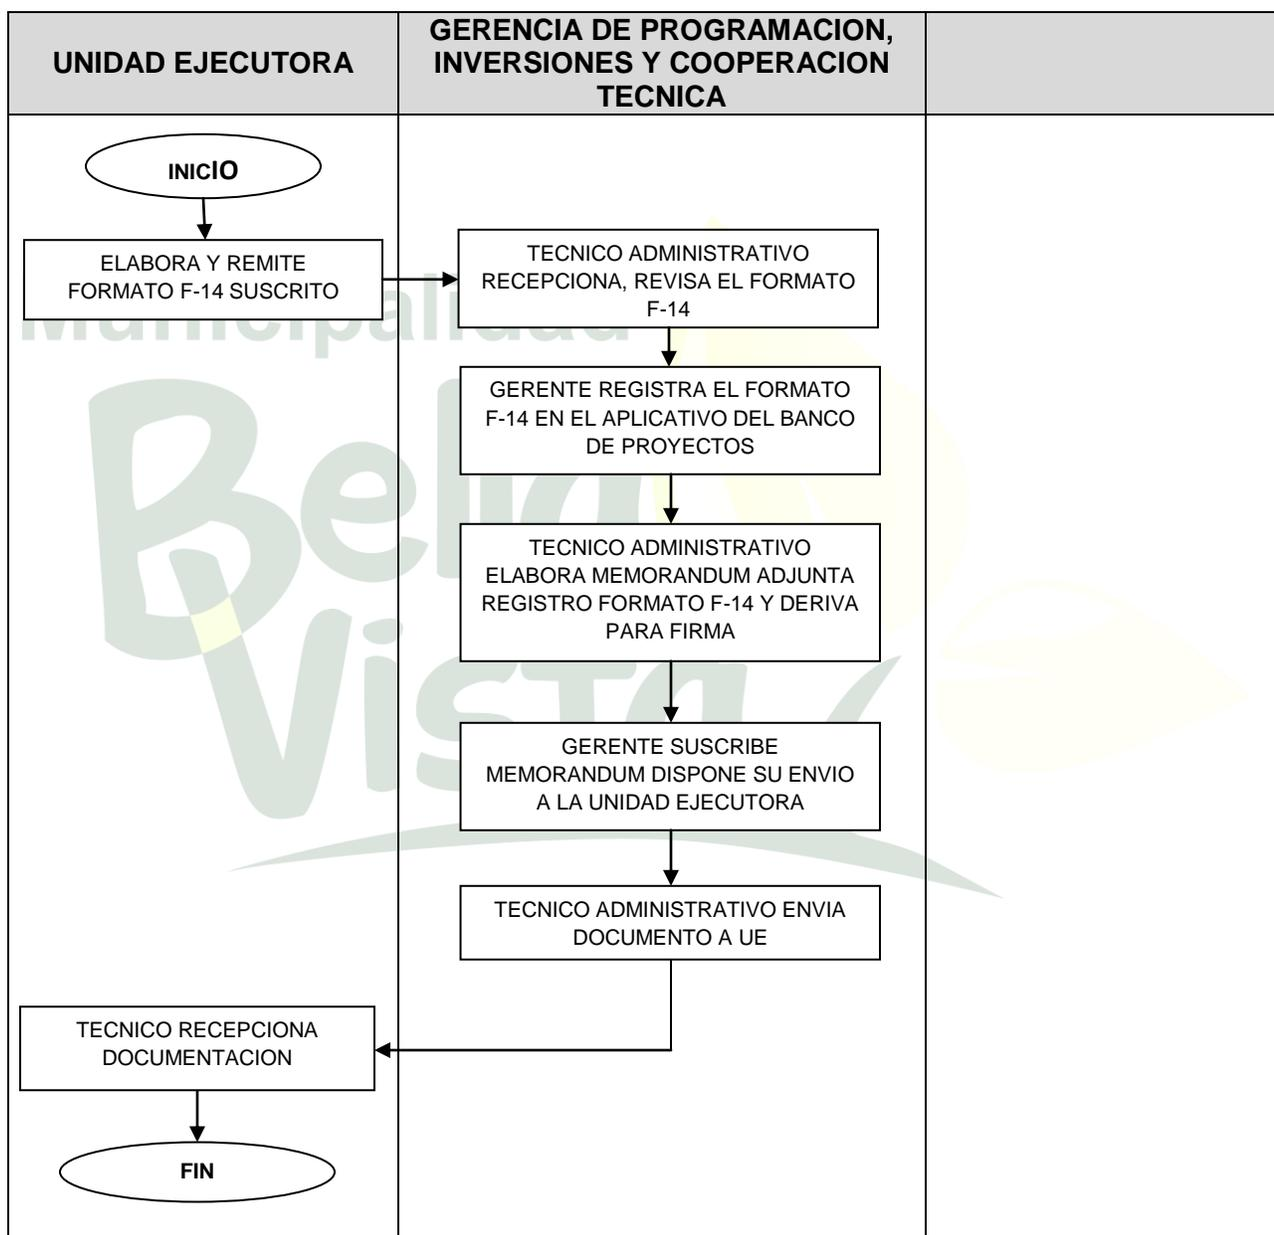 UNIDAD EJECUTORA
GERENCIA DE PROGRAMACION,
INVERSIONES Y COOPERACION
TECNICA
INICIO
ELABORA Y REMITE
FORMATO F-14 SUSCRITO
TECNICO ADMINISTRATIVO
RECEPCIONA, REVISA EL FORMATO
F-14
Municipalidad
GERENTE REGISTRA EL FORMATO
F-14 EN EL APLICATIVO DEL BANCO
DE PROYECTOS
Bella
TECNICO ADMINISTRATIVO
ELABORA MEMORANDUM ADJUNTA
REGISTRO FORMATO F-14 Y DERIVA
PARA FIRMA
Vista
GERENTE SUSCRIBE
MEMORANDUM DISPONE SU ENVIO
A LA UNIDAD EJECUTORA
TECNICO ADMINISTRATIVO ENVIA
DOCUMENTO A UE
TECNICO RECEPCIONA
DOCUMENTACION
FIN